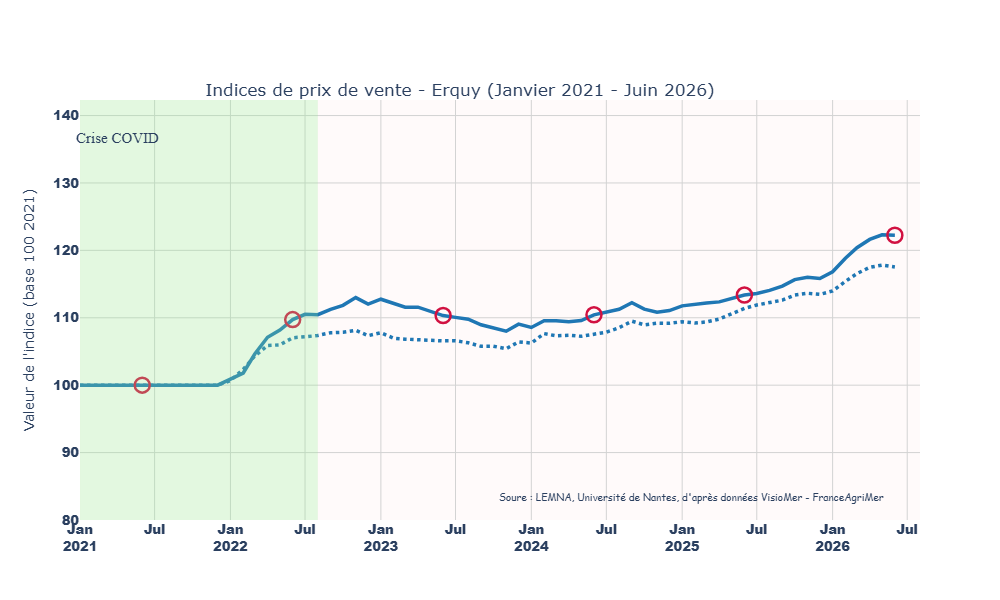 Indices de prix de vente - Erquy (Janvier 2021 - Juin 2026)
140
Crise COVID
130
120
110
100
90
80
Valeur de l'indice (base 100 2021)
Soure : LEMNA, Université de Nantes, d'après données VisioMer - FranceAgriMer
Jan Jul Jan Jul Jan Jul Jan Jul Jan Jul Jan Jul
2021 2022 2023 2024 2025 2026